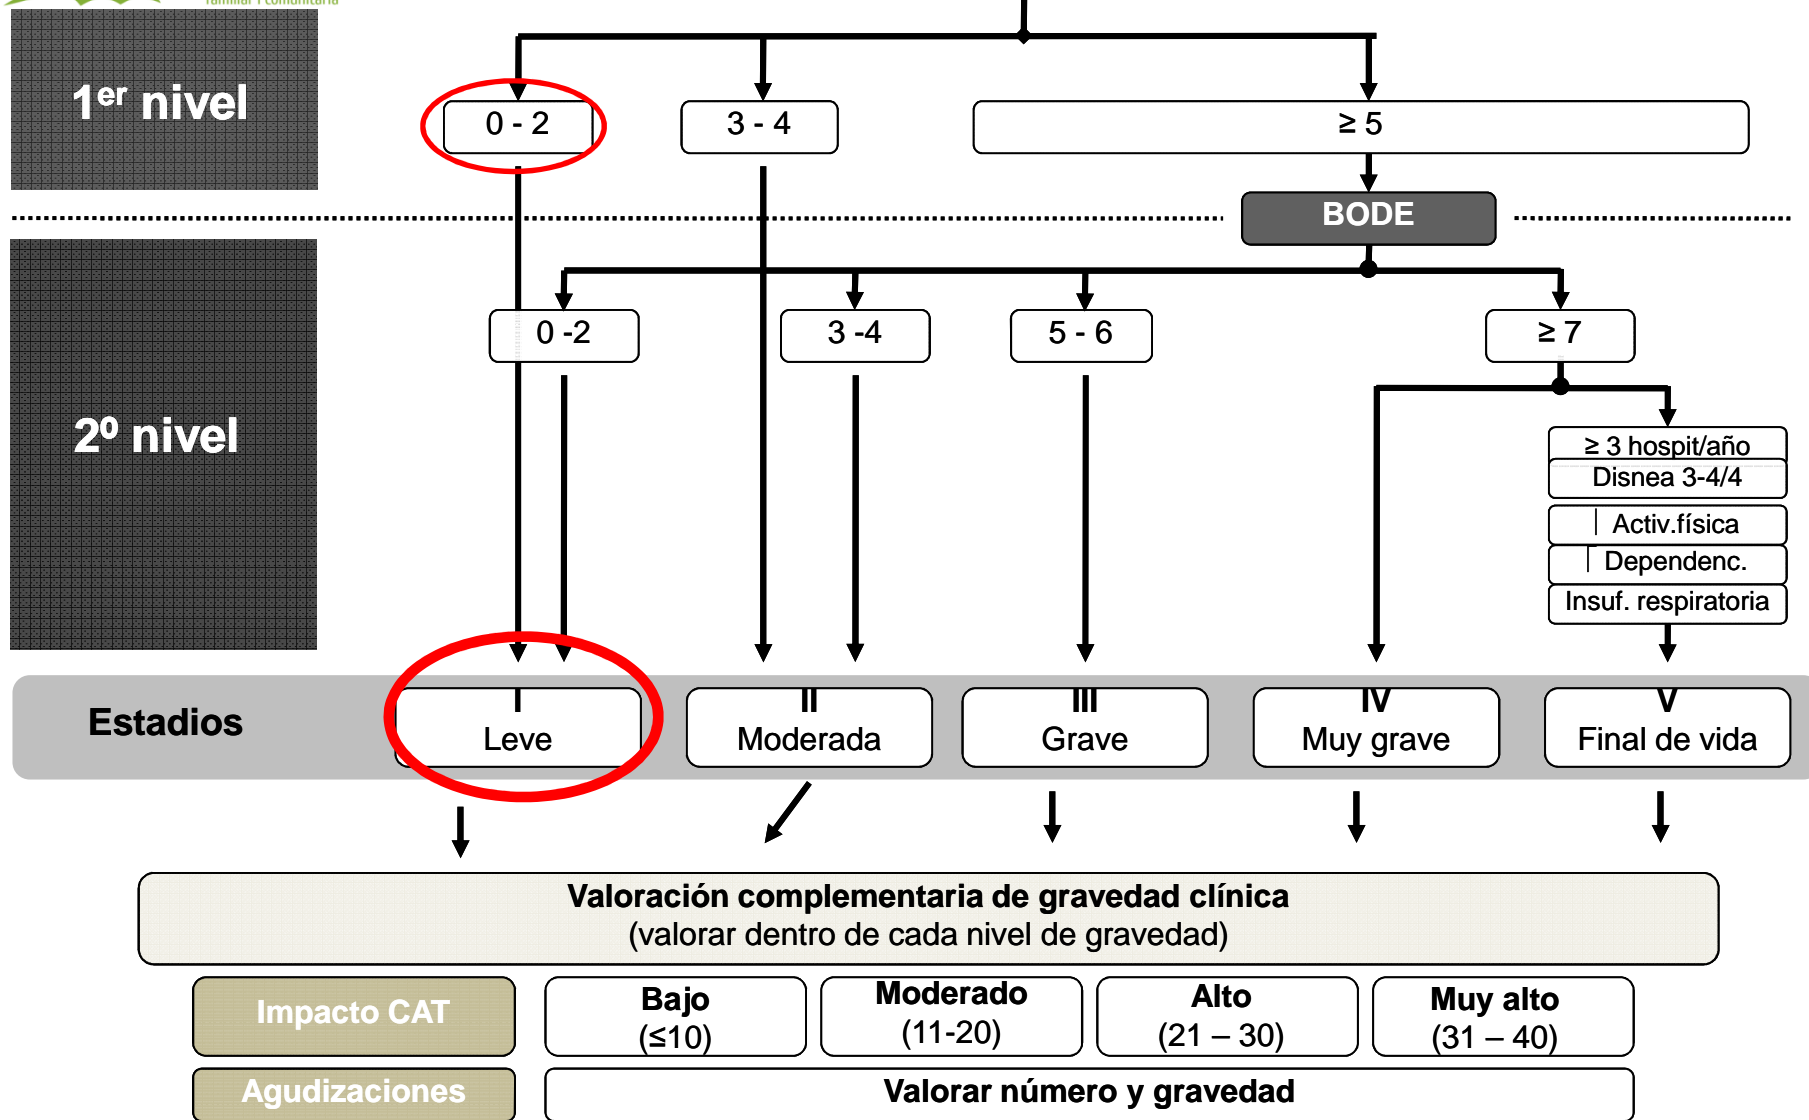 familiar i comunitària
1er nivel
0 - 2
3 - 4
≥ 5
BODE
2º nivel
0 -2
3 -4
5 - 6
≥ 7
≥ 3 hospit/año
Disnea 3-4/4
Activ.física
Dependenc.
Insuf. respiratoria
Estadios
I
Leve
II
Moderada
III
Grave
IV
Muy grave
V
Final de vida
Valoración complementaria de gravedad clínica
(valorar dentro de cada nivel de gravedad)
Impacto CAT
Bajo
(≤10)
Moderado
(11-20)
Alto
(21 – 30)
Muy alto
(31 – 40)
Agudizaciones
Valorar número y gravedad